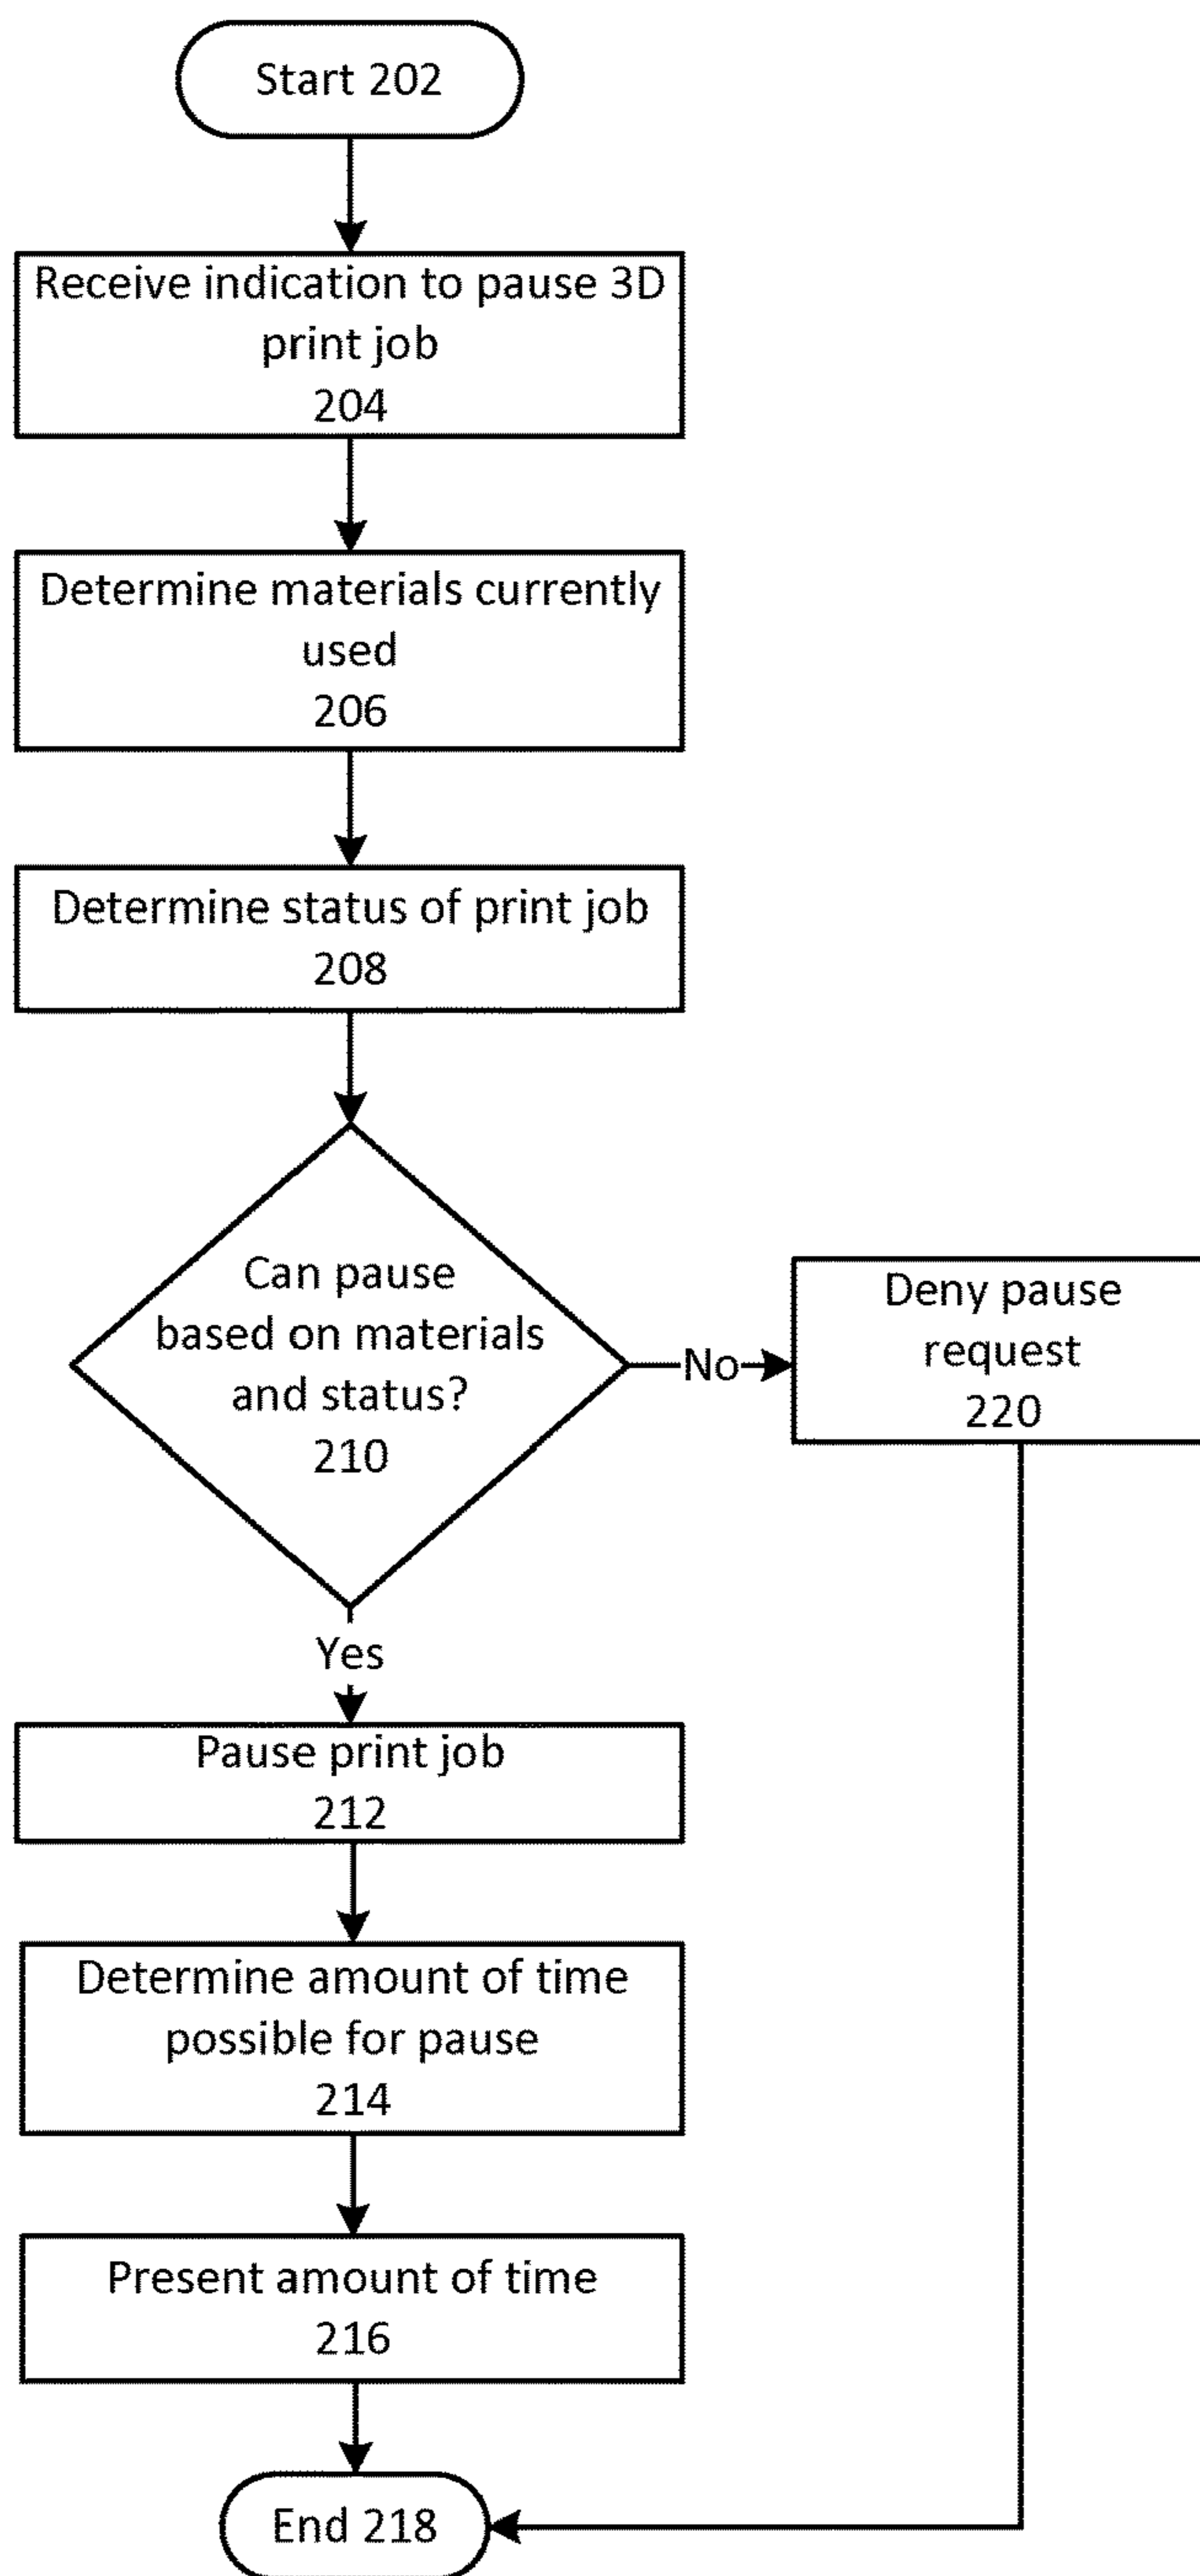 Start 202
Receive indication to pause 3D
print job
204
Determine materials currently
used
206
Determine status of print job
208
Can pause
based on materials
and status?
210
No
Deny pause
request
220
Yes
Pause print job
212
Determine amount of time
possible for pause
214
Present amount of time
216
End 218